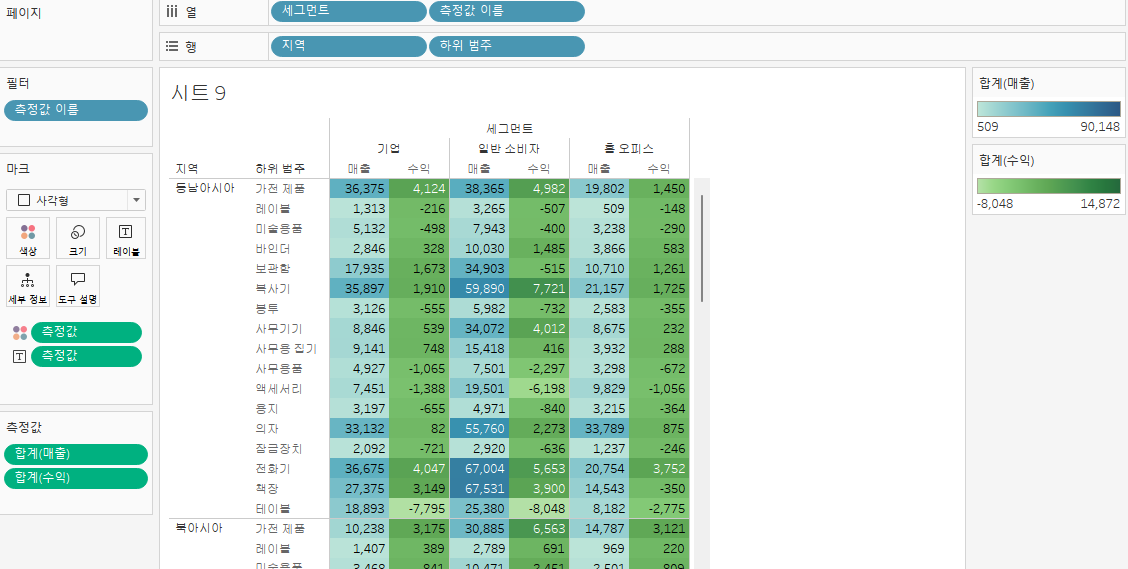 페이지
열 세그먼트 측정값 이름
행 지역 하위 범주
필터
측정값 이름
마크
사각형
색상 크기 레이블
세부 정보 도구 설명
측정값
측정값
측정값
합계(매출)
합계(수익)
시트 9
세그먼트
기업 일반 소비자 홈 오피스
지역 하위 범주 매출 수익 매출 수익 매출 수익
동남아시아 가전 제품 36,375 4,124 38,365 4,982 19,802 1,450
레이블 1,313 -216 3,265 -507 509 -148
미술용품 5,132 -498 7,943 -400 3,238 -290
바인더 2,846 328 10,030 1,485 3,866 583
보관함 17,935 1,673 34,903 -515 10,710 1,261
복사기 35,897 1,910 59,890 7,721 21,157 1,725
봉투 3,126 -555 5,982 -732 2,583 -355
사무기기 8,846 539 34,072 4,012 8,675 232
사무용 집기 9,141 748 15,418 416 3,932 288
사무용품 4,927 -1,065 7,501 -2,297 3,298 -672
액세서리 7,451 -1,388 19,501 -6,198 9,829 -1,056
용지 3,197 -655 4,971 -840 3,215 -364
의자 33,132 82 55,760 2,273 33,789 875
잠금장치 2,092 -721 2,920 -636 1,237 -246
전화기 36,675 4,047 67,004 5,653 20,754 3,752
책장 27,375 3,149 67,531 3,900 14,543 -350
테이블 18,893 -7,795 25,380 -8,048 8,182 -2,775
북아시아 가전 제품 10,238 3,175 30,885 6,563 14,787 3,121
레이블 1,407 389 2,789 691 969 220
미술용품 3,468 841 10,471 2,451 2,501 809
합계(매출)
509 90,148
합계(수익)
-8,048 14,872